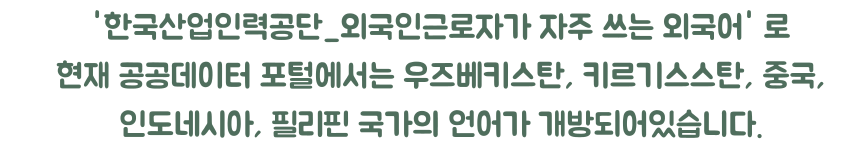 '한국산업인력공단_외국인근로자가 자주 쓰는 외국어' 로
현재 공공데이터 포털에서는 우즈베키스탄, 키르기스스탄, 중국,
인도네시아, 필리핀 국가의 언어가 개방되어있습니다.